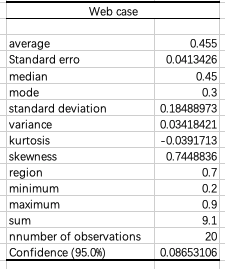 Web case
average 0.455
Standard erro 0.0413426
median 0.45
mode 0.3
standard deviation 0.18488973
variance 0.03418421
kurtosis -0.0391713
skewness 0.7448836
region 0.7
minimum 0.2
maximum 0.9
sum 9.1
nnumber of observations 20
Confidence (95.0%) 0.08653106